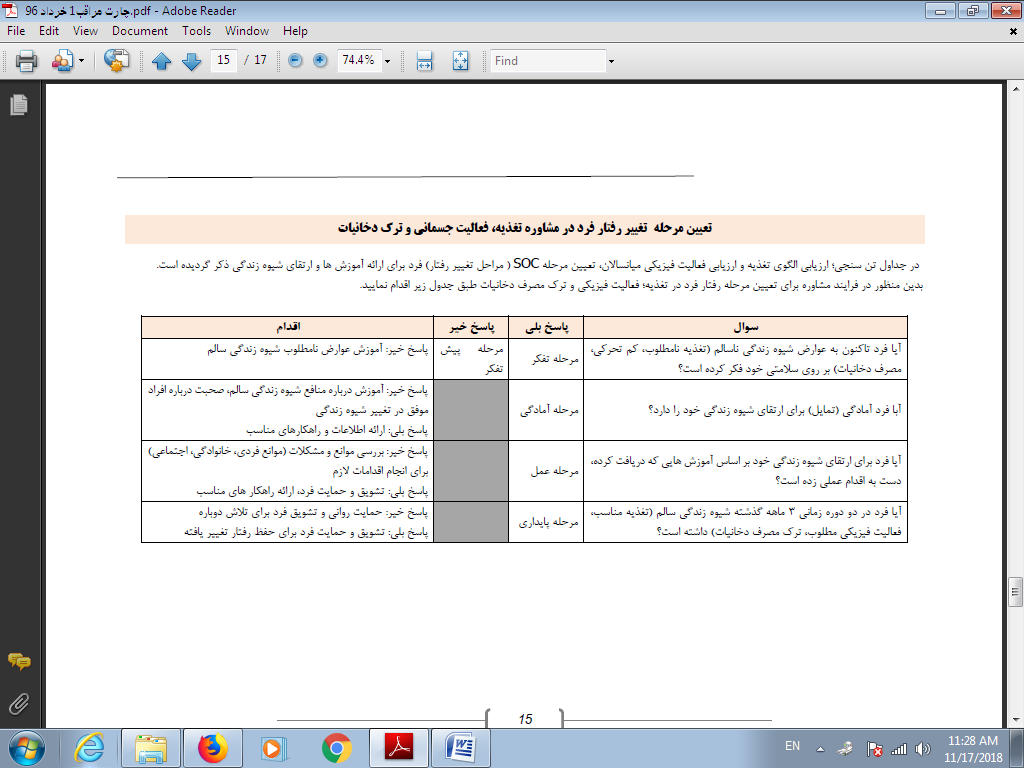 چارت مراقب1 خرداد 96.pdf - Adobe Reader
File Edit View Document Tools Window Help
15 / 17 74.4% Find
تعیین مرحله تغییر رفتار فرد در مشاوره تغذیه، فعالیت جسمانی و ترک دخانیات
در جداول تن سنجی؛ ارزیابی الگوی تغذیه و ارزیابی فعالیت فیزیکی میانسالان، تعیین مرحله SOC ( مراحل تغییر رفتار) فرد برای ارائه آموزش ها و ارتقای شیوه زندگی ذکر گردیده است.
بدین منظور در فرایند مشاوره برای تعیین مرحله رفتار فرد در تغذیه؛ فعالیت فیزیکی و ترک مصرف دخانیات طبق جدول زیر اقدام نمایید.
سوال
پاسخ بلی
پاسخ خیر
اقدام
آیا فرد تاکنون به عوارض شیوه زندگی ناسالم (تغذیه نامطلوب، کم تحرکی،
مصرف دخانیات) بر روی سلامتی خود فکر کرده است؟
مرحله تفکر
مرحله پیش
تفکر
پاسخ خیر: آموزش عوارض نامطلوب شیوه زندگی سالم
آیا فرد آمادگی (تمایل) برای ارتقای شیوه زندگی خود را دارد؟
مرحله آمادگی
پاسخ خیر: آموزش درباره منافع شیوه زندگی سالم، صحبت درباره افراد
موفق در تغییر شیوه زندگی
پاسخ بلی: ارائه اطلاعات و راهکارهای مناسب
آیا فرد برای ارتقای شیوه زندگی خود بر اساس آموزش هایی که دریافت کرده،
دست به اقدام عملی زده است؟
مرحله عمل
پاسخ خیر: بررسی موانع و مشکلات (موانع فردی، خانوادگی، اجتماعی)
برای انجام اقدامات لازم
پاسخ بلی: تشویق و حمایت فرد، ارائه راهکار های مناسب
آیا فرد در دو دوره زمانی ۳ ماهه گذشته شیوه زندگی سالم (تغذیه مناسب،
فعالیت فیزیکی مطلوب، ترک مصرف دخانیات) داشته است؟
مرحله پایداری
پاسخ خیر: حمایت روانی و تشویق فرد برای تلاش دوباره
پاسخ بلی: تشویق و حمایت فرد برای حفظ رفتار تغییر یافته
15
EN
11:28 AM
11/17/2018